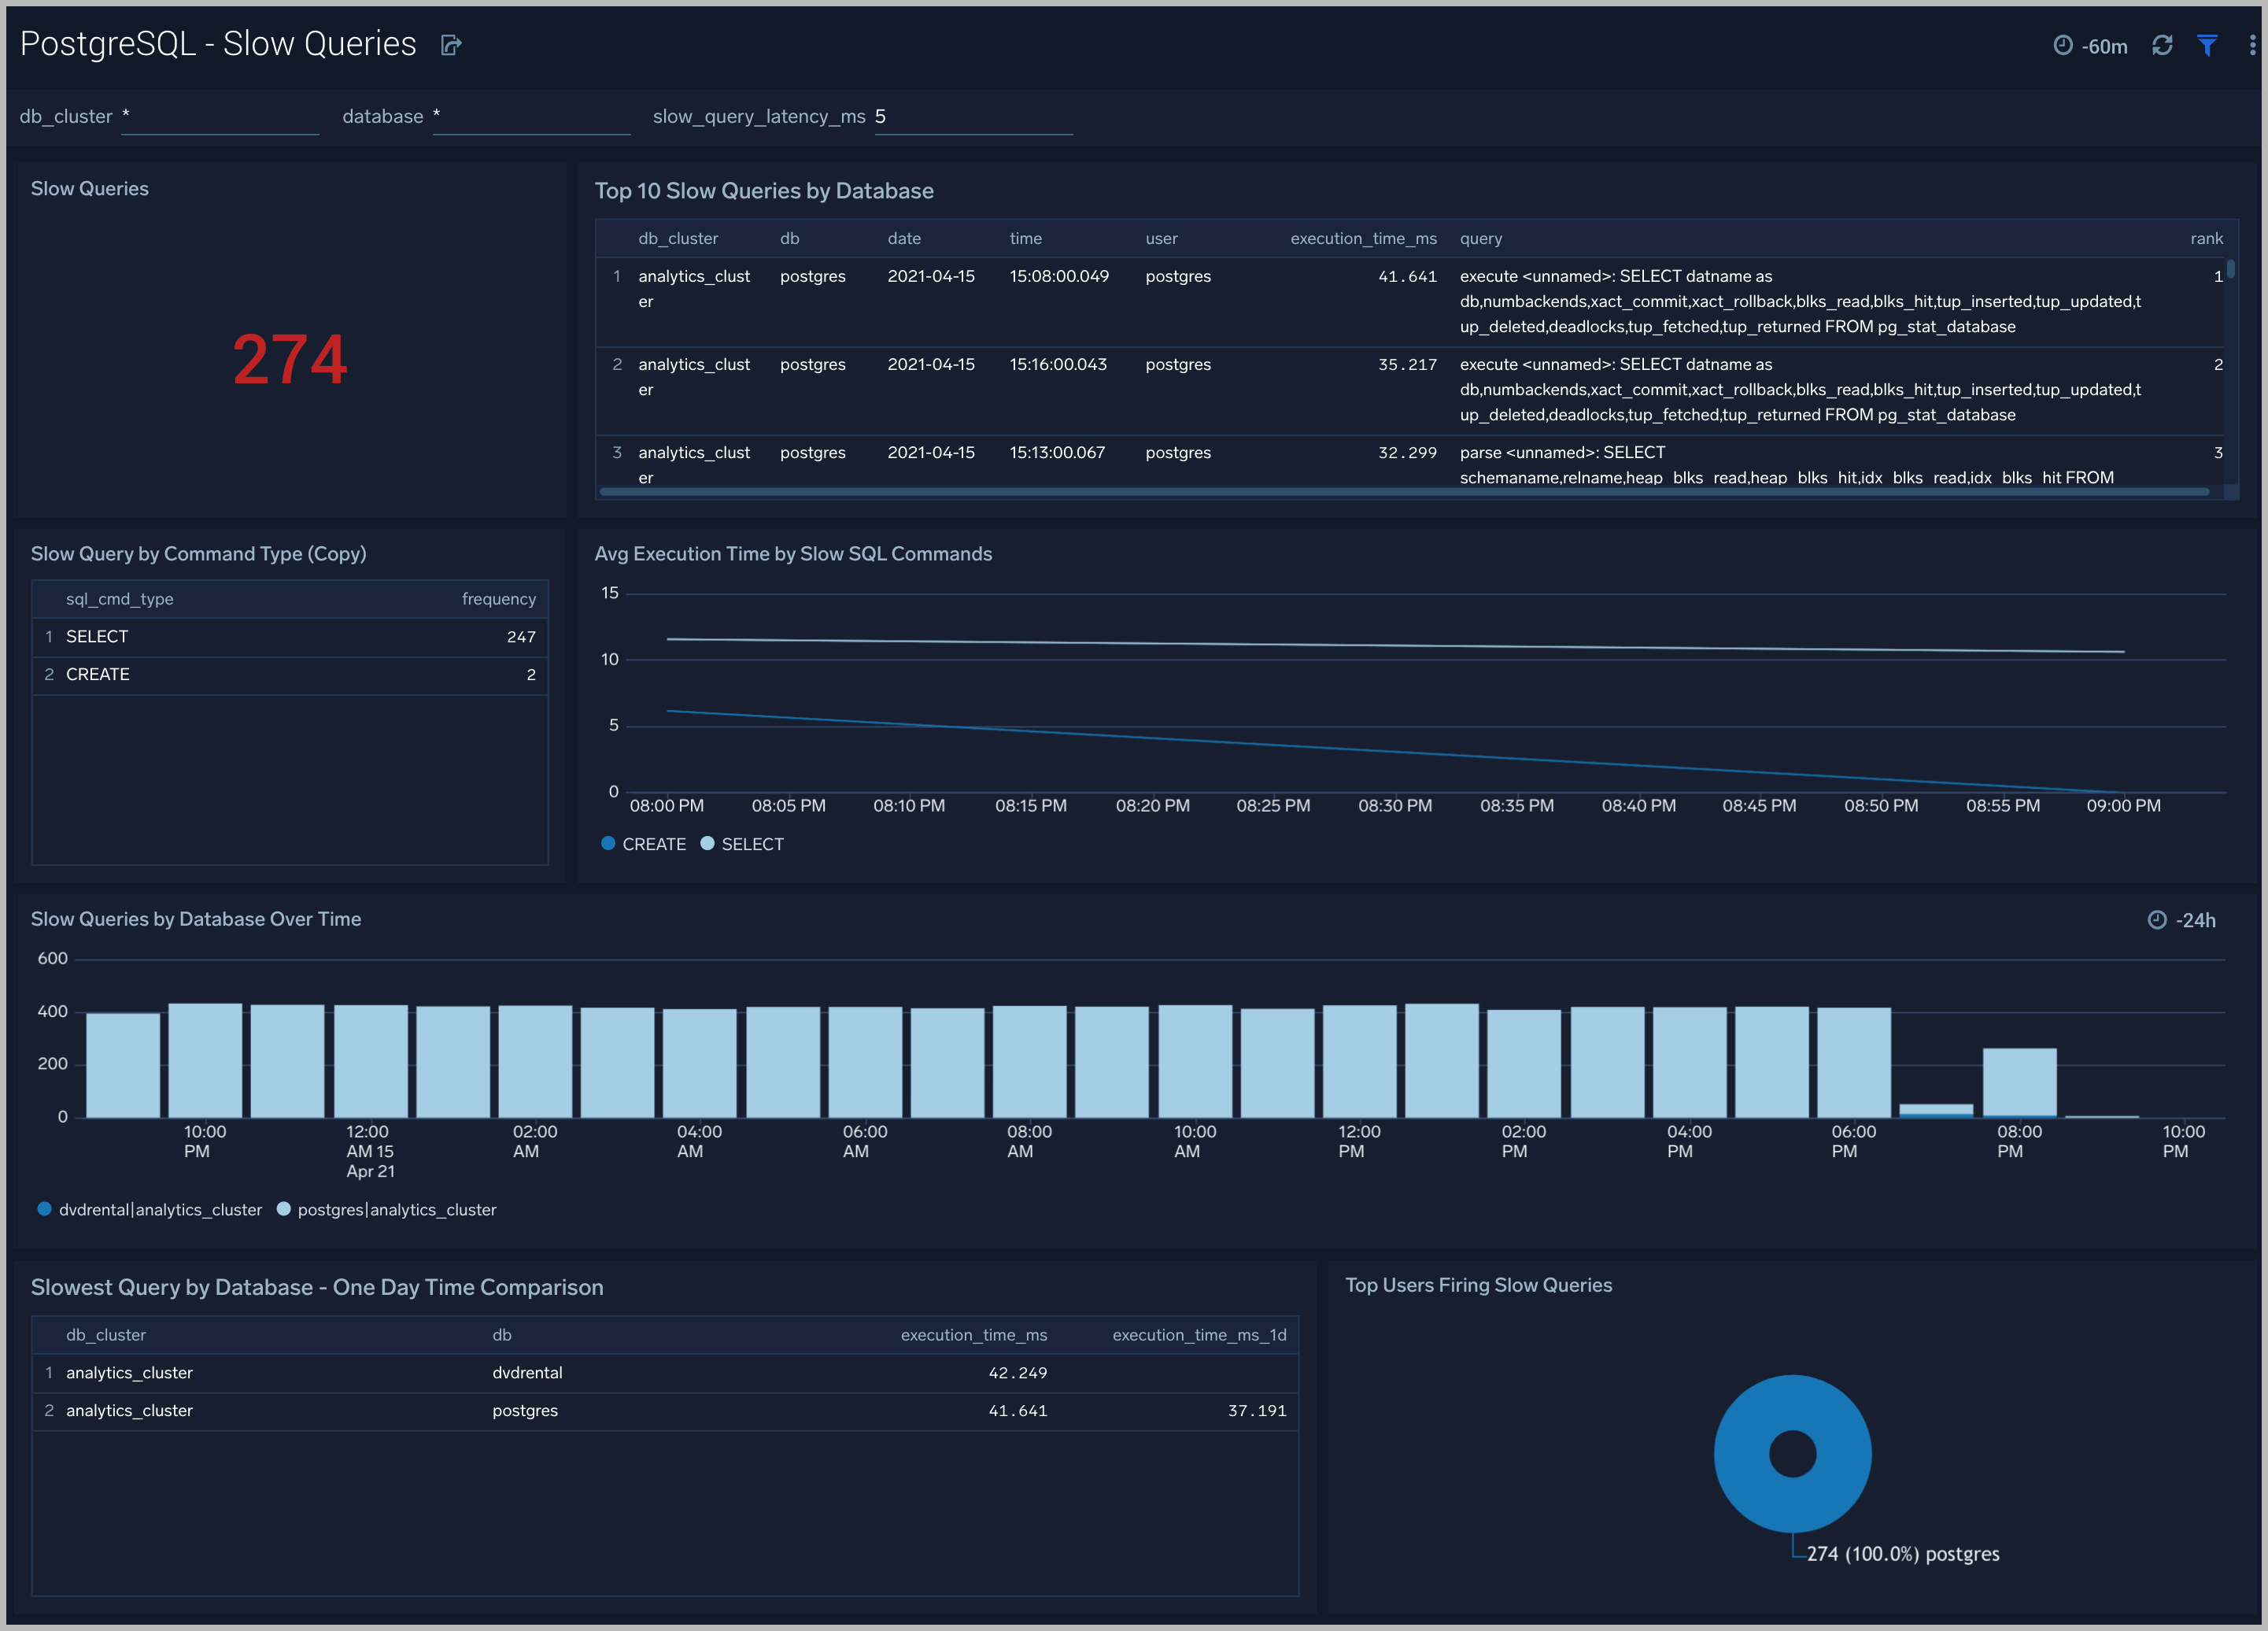 PostgreSQL - Slow Queries
-60m
db_cluster *
database *
slow_query_latency_ms 5
Slow Queries
274
Top 10 Slow Queries by Database
db_cluster db date time user execution_time_ms query rank
1 analytics_clust postgres 2021-04-15 15:08:00.049 postgres 41.641 execute <unnamed>: SELECT datname as 1
er db,numbackends,xact_commit,xact_rollback,blks_read,blks_hit,tup_inserted,tup_updated,t
up_deleted,deadlocks,tup_fetched,tup_returned FROM pg_stat_database
2 analytics_clust postgres 2021-04-15 15:16:00.043 postgres 35.217 execute <unnamed>: SELECT datname as 2
er db,numbackends,xact_commit,xact_rollback,blks_read,blks_hit,tup_inserted,tup_updated,t
up_deleted,deadlocks,tup_fetched,tup_returned FROM pg_stat_database
3 analytics_clust postgres 2021-04-15 15:13:00.067 postgres 32.299 parse <unnamed>: SELECT 3
er schemaname,relname,heap_blks_read,heap_blks_hit,idx_blks_read,idx_blks_hit FROM
Slow Query by Command Type (Copy)
sql_cmd_type frequency
1 SELECT 247
2 CREATE 2
Avg Execution Time by Slow SQL Commands
15
10
5
0
08:00 PM 08:05 PM 08:10 PM 08:15 PM 08:20 PM 08:25 PM 08:30 PM 08:35 PM 08:40 PM 08:45 PM 08:50 PM 08:55 PM 09:00 PM
CREATE SELECT
Slow Queries by Database Over Time
-24h
600
400
200
0
10:00 12:00 02:00 04:00 06:00 08:00 10:00 12:00 02:00 04:00 06:00 08:00 10:00
PM AM 15 AM AM AM AM AM PM PM PM PM PM PM
Apr 21
dvdrental|analytics_cluster postgres|analytics_cluster
Slowest Query by Database - One Day Time Comparison
db_cluster db execution_time_ms execution_time_ms_1d
1 analytics_cluster dvdrental 42.249
2 analytics_cluster postgres 41.641 37.191
Top Users Firing Slow Queries
274 (100.0%) postgres